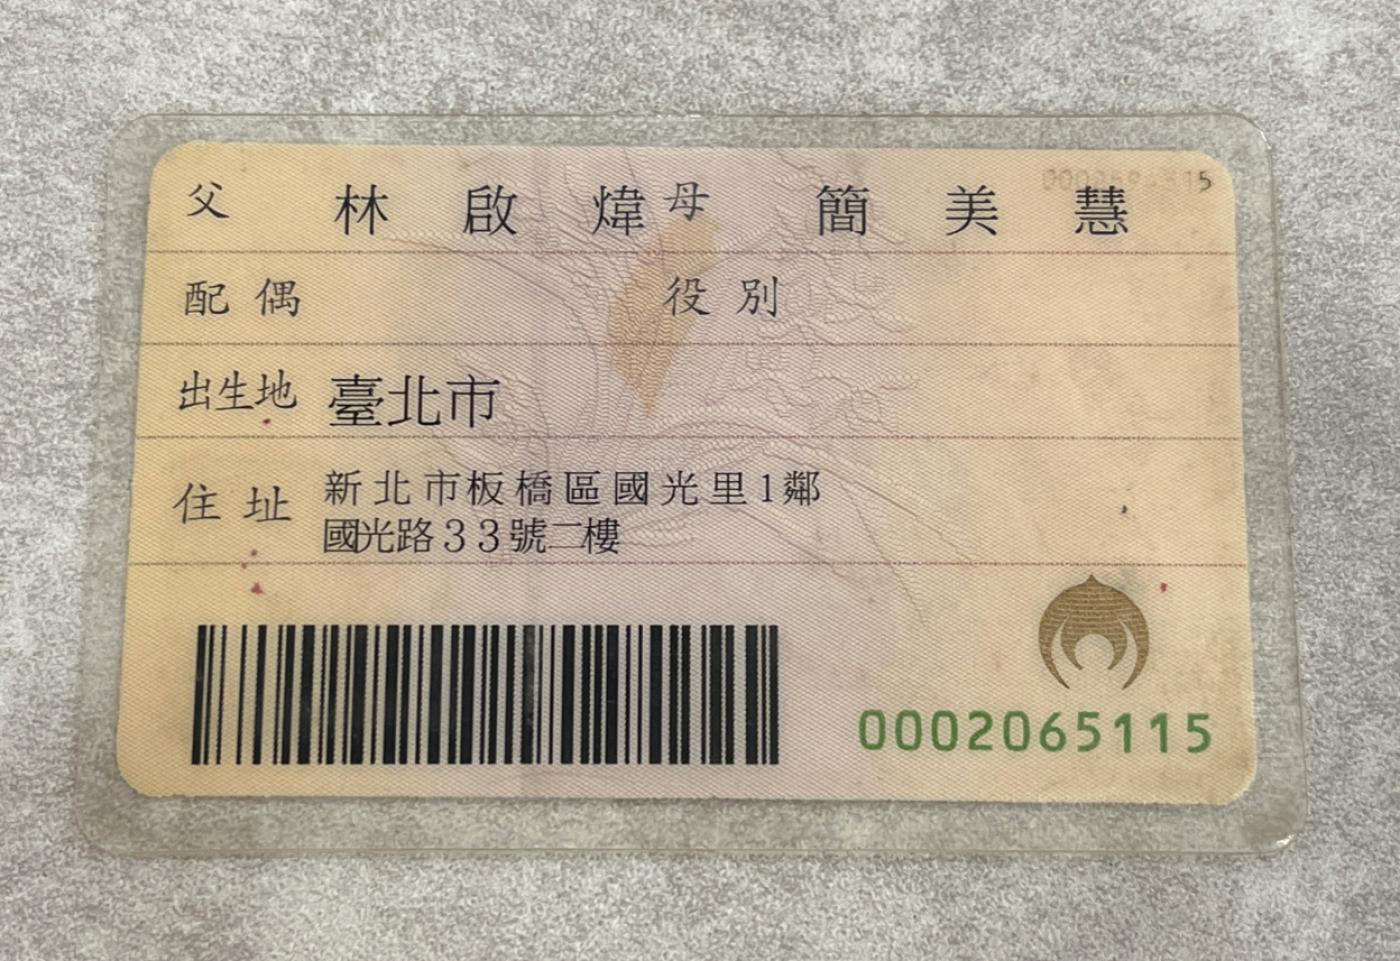 父 林啟煒 母 簡美慧
配偶 役別
出生地 臺北市
住址 新北市板橋區國光里1鄰
國光路33號二樓
0002065115